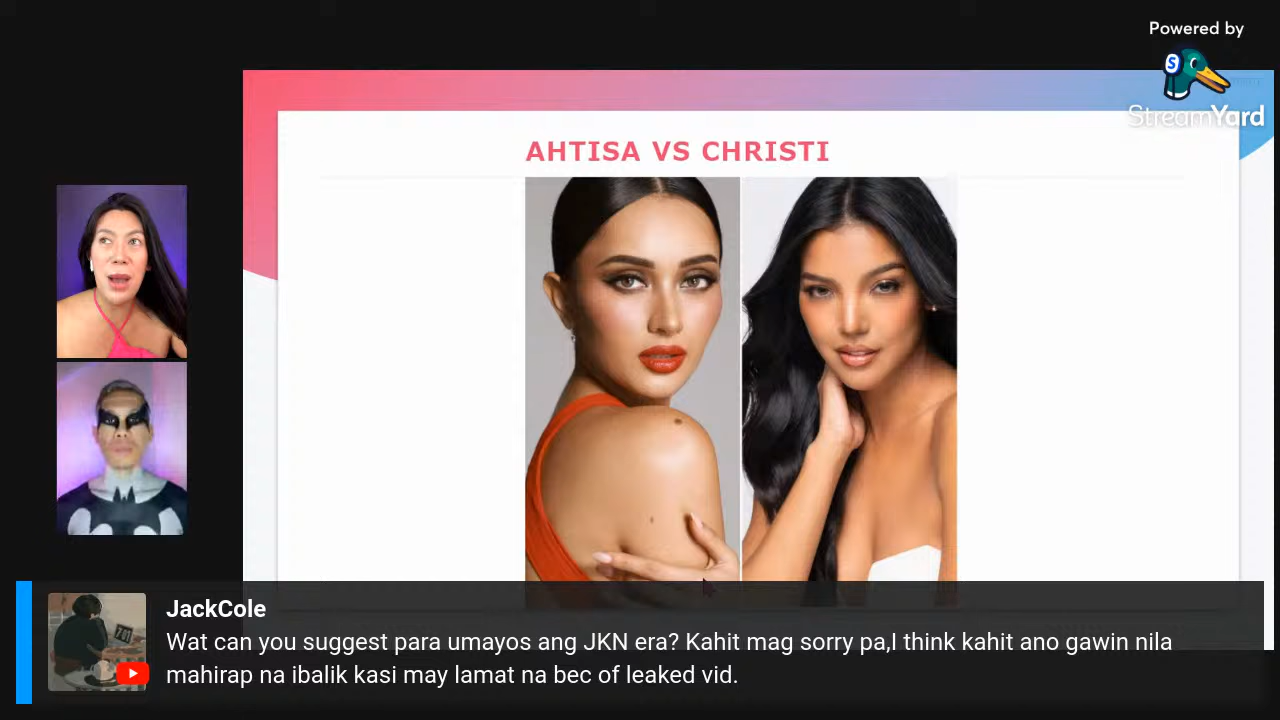 Powered by
StreamYard
AHTISA VS CHRISTI
JackCole
Wat can you suggest para umayos ang JKN era? Kahit mag sorry pa,I think kahit ano gawin nila
mahirap na ibalik kasi may lamat na bec of leaked vid.